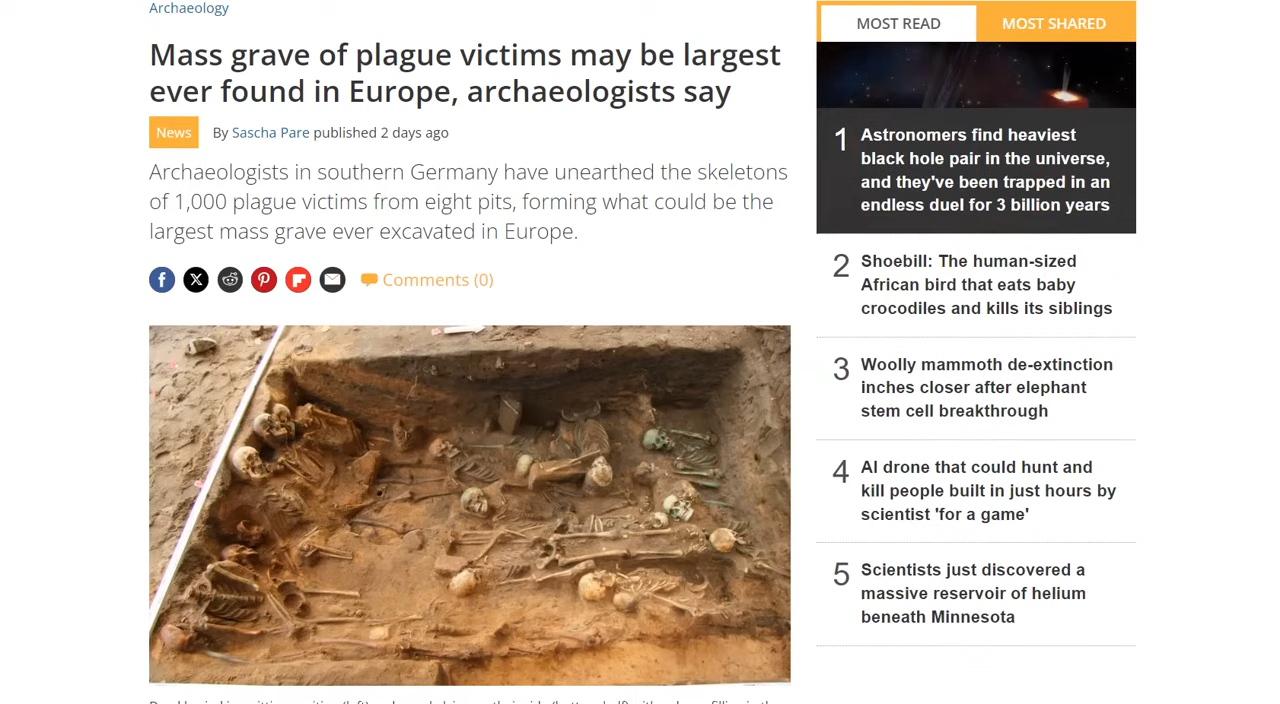 Archaeology
Mass grave of plague victims may be largest
ever found in Europe, archaeologists say
News
By Sascha Pare published 2 days ago
Archaeologists in southern Germany have unearthed the skeletons
of 1,000 plague victims from eight pits, forming what could be the
largest mass grave ever excavated in Europe.
Comments (0)
MOST READ
MOST SHARED
1
Astronomers find heaviest
black hole pair in the universe,
and they've been trapped in an
endless duel for 3 billion years
2
Shoebill: The human-sized
African bird that eats baby
crocodiles and kills its siblings
3
Woolly mammoth de-extinction
inches closer after elephant
stem cell breakthrough
4
AI drone that could hunt and
kill people built in just hours by
scientist 'for a game'
5
Scientists just discovered a
massive reservoir of helium
beneath Minnesota